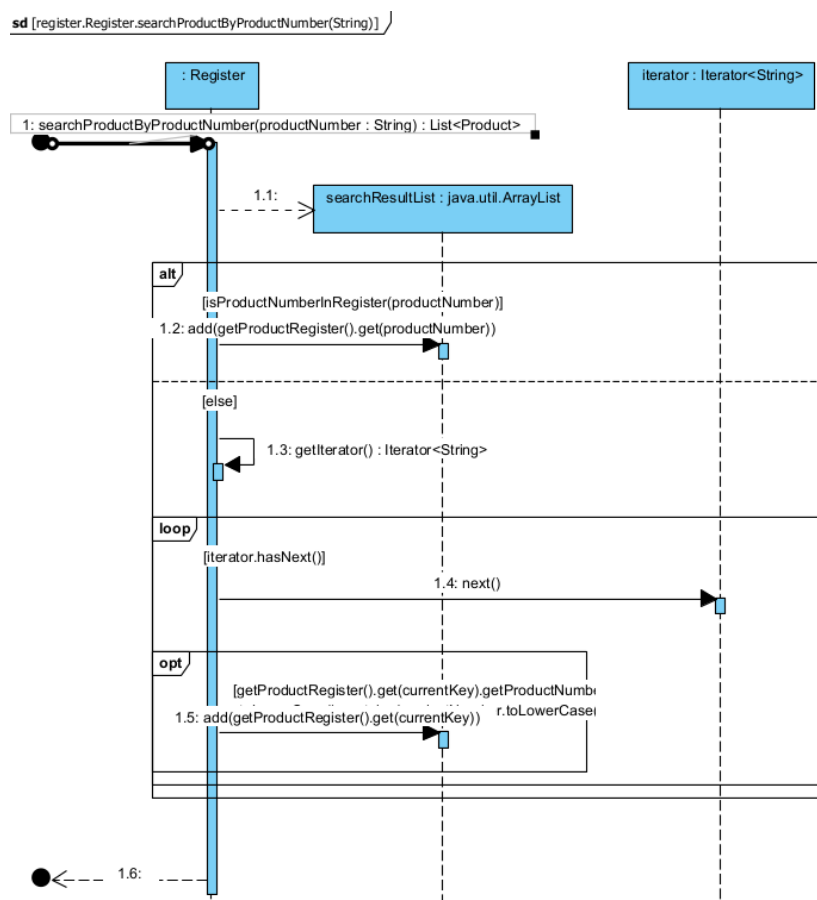 sd [register.Register.searchProductByProductNumber(String)]
: Register
iterator : Iterator<String>
1: searchProductByProductNumber(productNumber : String) : List<Product>
1.1:
searchResultList : java.util.ArrayList
alt
[isProductNumberInRegister(productNumber)]
1.2: add(getProductRegister().get(productNumber))
[else]
1.3: getIterator() : Iterator<String>
loop
[iterator.hasNext()]
1.4: next()
opt
[getProductRegister().get(currentKey).getProductNumbe
r.toLowerCase(
1.5: add(getProductRegister().get(currentKey))
1.6: